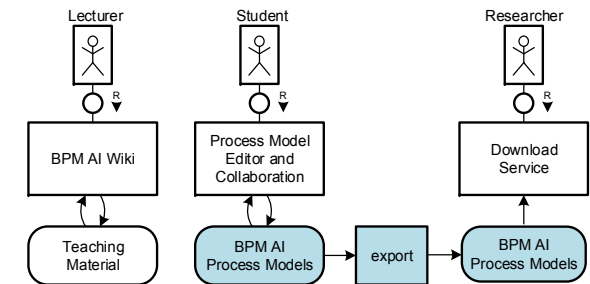 Lecturer
Student
Researcher
R
R
R
BPM AI Wiki
Process Model
Editor and
Collaboration
Download
Service
Teaching
Material
BPM AI
Process Models
export
BPM AI
Process Models